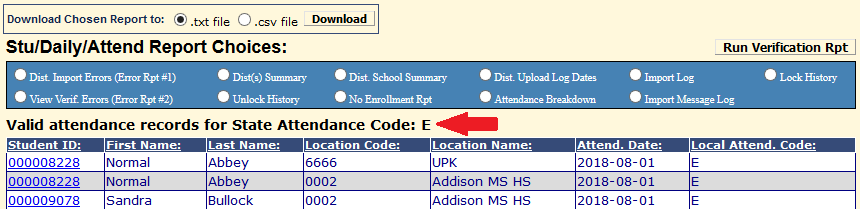 Download Chosen Report to: .txt file .csv file Download
Stu/Daily/Attend Report Choices: Run Verification Rpt
Dist. Import Errors (Error Rpt #1) Dist(s) Summary Dist. School Summary Dist. Upload Log Dates Import Log Lock History
View Verif. Errors (Error Rpt #2) Unlock History No Enrollment Rpt Attendance Breakdown Import Message Log
Valid attendance records for State Attendance Code: E
Student ID: First Name: Last Name: Location Code: Location Name: Attend. Date: Local Attend. Code:
000008228 Normal Abbey 6666 UPK 2018-08-01 E
000008228 Normal Abbey 0002 Addison MS HS 2018-08-01 E
000009078 Sandra Bullock 0002 Addison MS HS 2018-08-01 E